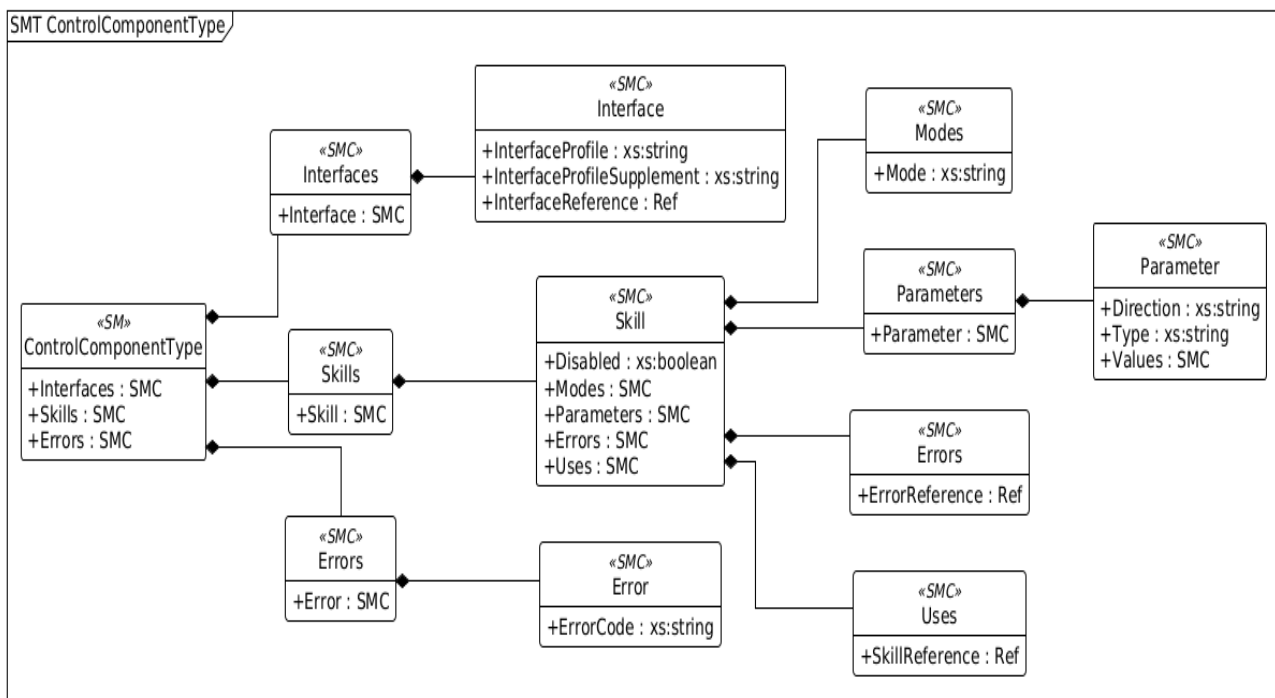 SMT ControlComponentType
«SMC»
Interface
+InterfaceProfile : xs:string
+InterfaceProfileSupplement : xs:string
+InterfaceReference : Ref
«SMC»
Modes
+Mode : xs:string
«SMC»
Interfaces
+Interface : SMC
«SMC»
Parameter
+Direction : xs:string
+Type : xs:string
+Values : SMC
«SMC»
Parameters
+Parameter : SMC
«SMC»
Skill
+Disabled : xs:boolean
+Modes : SMC
+Parameters : SMC
+Errors : SMC
+Uses : SMC
«SM»
ControlComponentType
+Interfaces : SMC
+Skills : SMC
+Errors : SMC
«SMC»
Skills
+Skill : SMC
«SMC»
Errors
+ErrorReference : Ref
«SMC»
Errors
+Error : SMC
«SMC»
Error
+ErrorCode : xs:string
«SMC»
Uses
+SkillReference : Ref